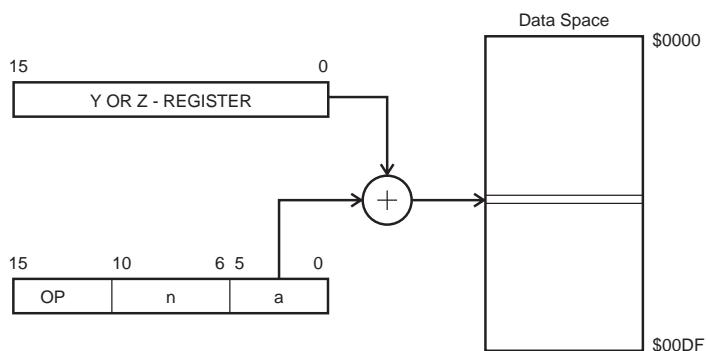 Data Space
$0000
15 0
Y OR Z - REGISTER
+
15 10 6 5 0
OP n a
$00DF